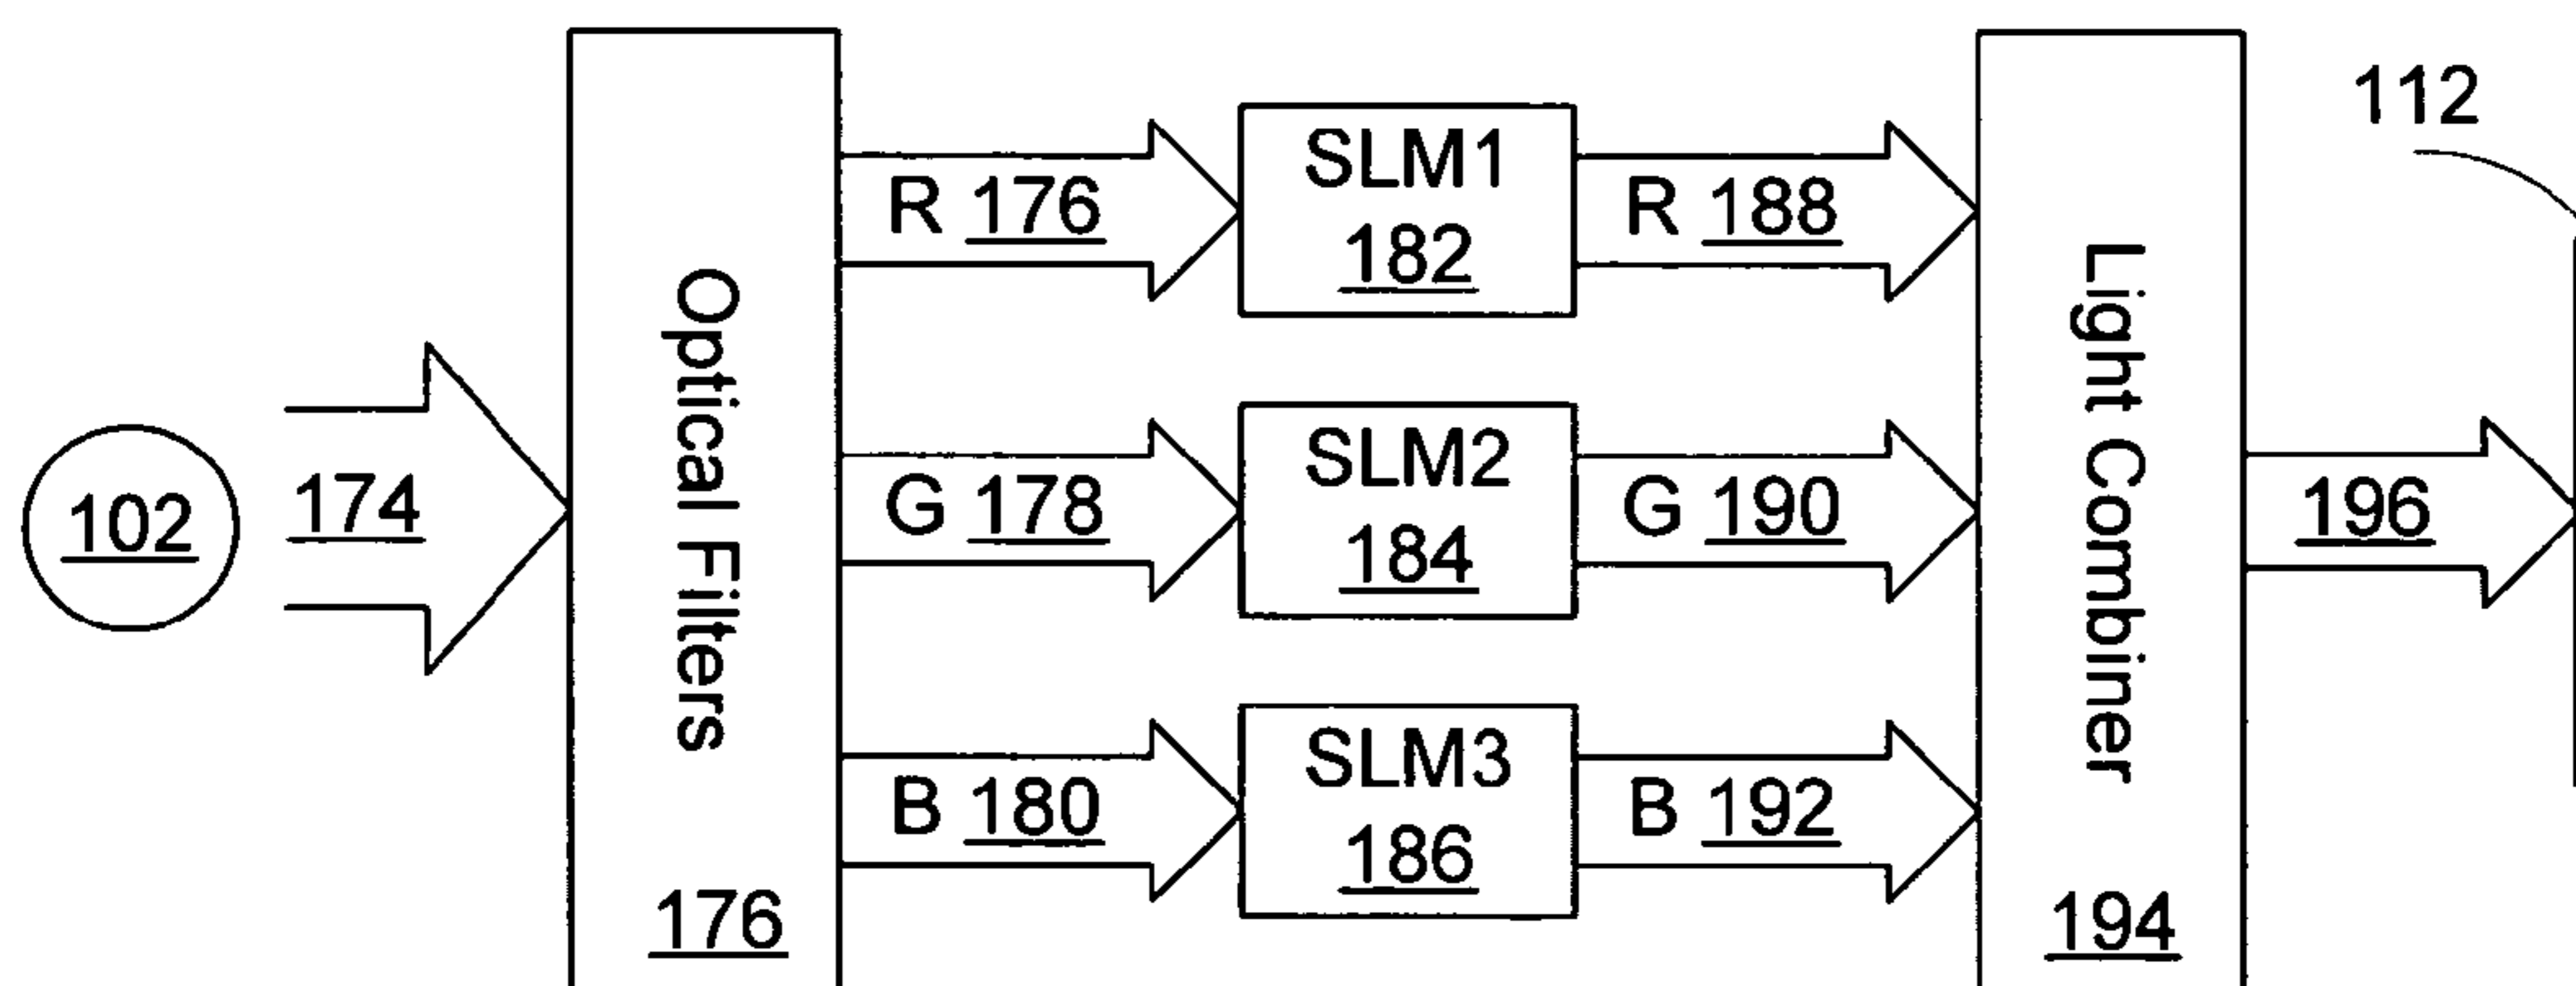 102
174
Optical Filters
176
R 176
G 178
B 180
SLM1
182
SLM2
184
SLM3
186
R 188
G 190
B 192
Light Combiner
194
196
112